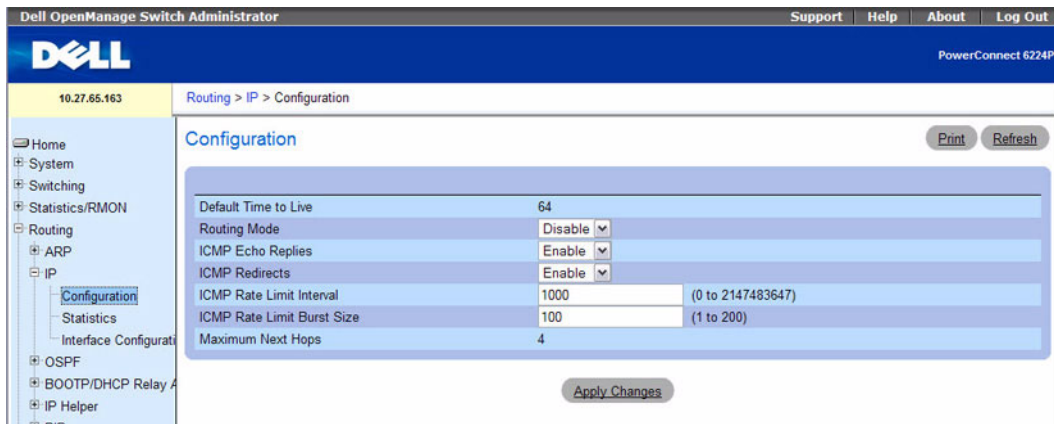 Dell OpenManage Switch Administrator
Support Help About Log Out
DELL
PowerConnect 6224P
10.27.65.163
Routing > IP > Configuration
Home
System
Switching
Statistics/RMON
Routing
ARP
IP
Configuration
Statistics
Interface Configurati
OSPF
BOOTP/DHCP Relay A
IP Helper
Configuration
Print Refresh
Default Time to Live 64
Routing Mode Disable
ICMP Echo Replies Enable
ICMP Redirects Enable
ICMP Rate Limit Interval 1000 (0 to 2147483647)
ICMP Rate Limit Burst Size 100 (1 to 200)
Maximum Next Hops 4
Apply Changes